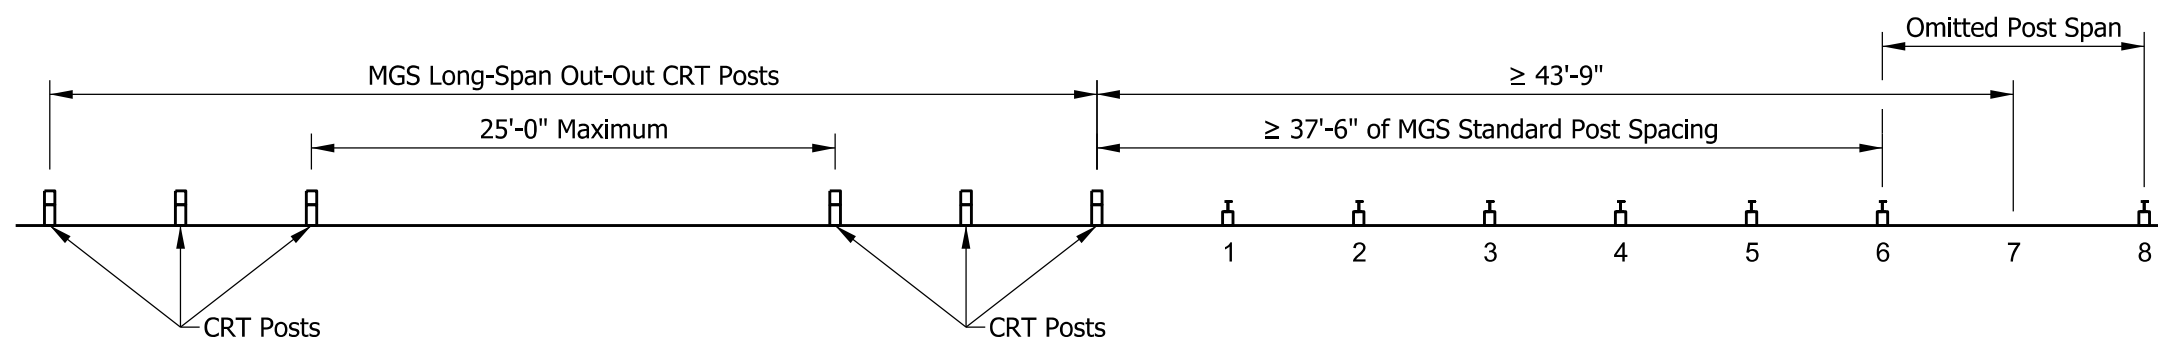 Omitted Post Span
MGS Long-Span Out-Out CRT Posts
≥ 43'-9"
25'-0" Maximum
≥ 37'-6" of MGS Standard Post Spacing
1 2 3 4 5 6 7 8
CRT Posts
CRT Posts